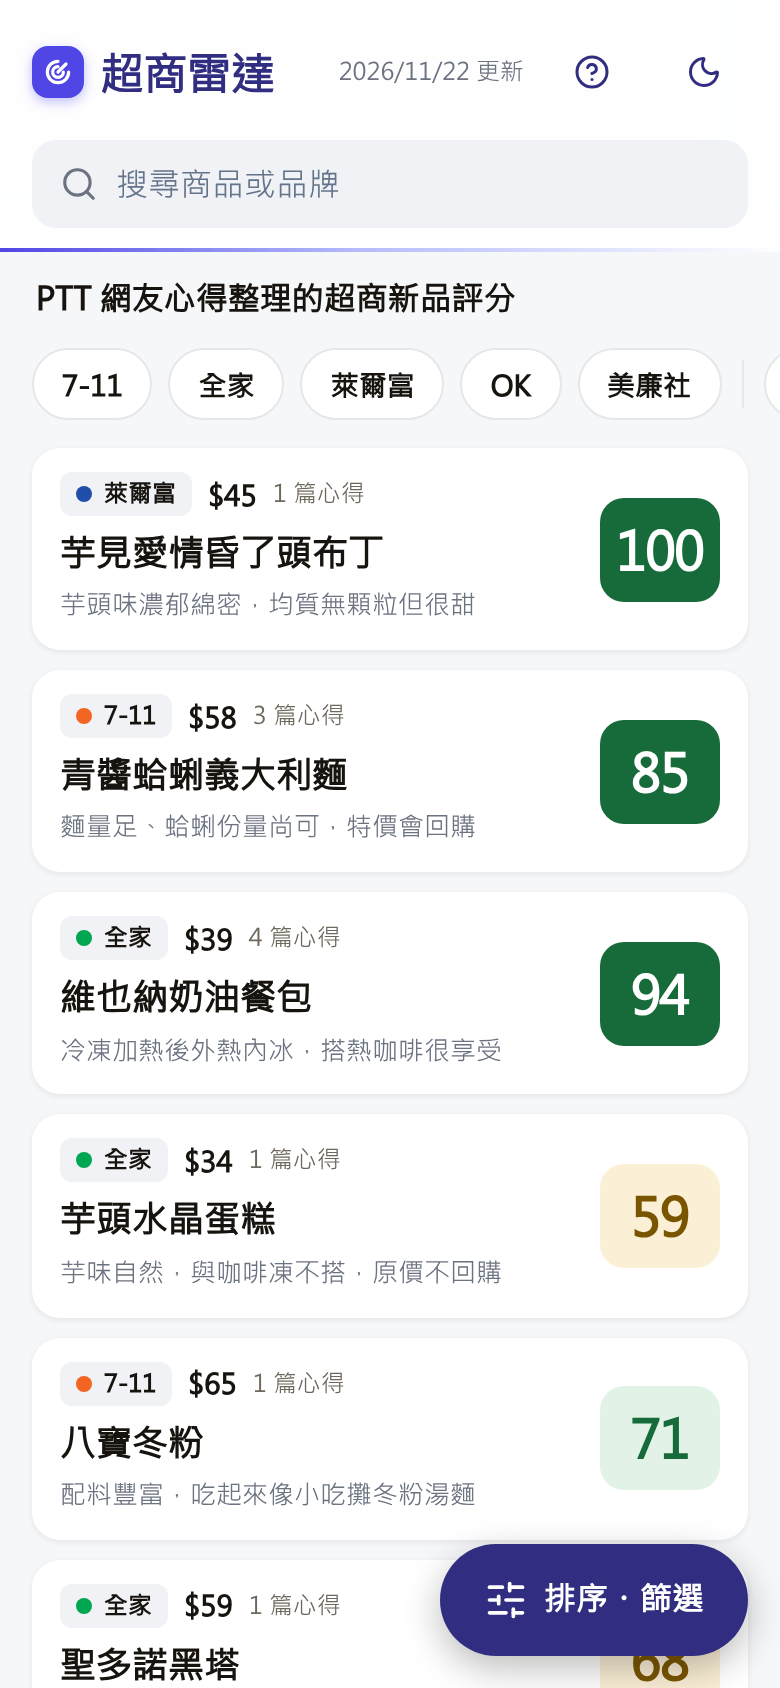 超商雷達
2026/11/22 更新
搜尋商品或品牌
PTT 網友心得整理的超商新品評分
7-11 全家 萊爾富 OK 美廉社
萊爾富 $45 1 篇心得
芋見愛情昏了頭布丁
芋頭味濃郁綿密，均質無顆粒但很甜
100
7-11 $58 3 篇心得
青醬蛤蜊義大利麵
麵量足、蛤蜊份量尚可，特價會回購
85
全家 $39 4 篇心得
維也納奶油餐包
冷凍加熱後外熱內冰，搭熱咖啡很享受
94
全家 $34 1 篇心得
芋頭水晶蛋糕
芋味自然，與咖啡凍不搭，原價不回購
59
7-11 $65 1 篇心得
八寶冬粉
配料豐富，吃起來像小吃攤冬粉湯麵
71
全家 $59 1 篇心得
聖多諾黑塔
68
排序·篩選